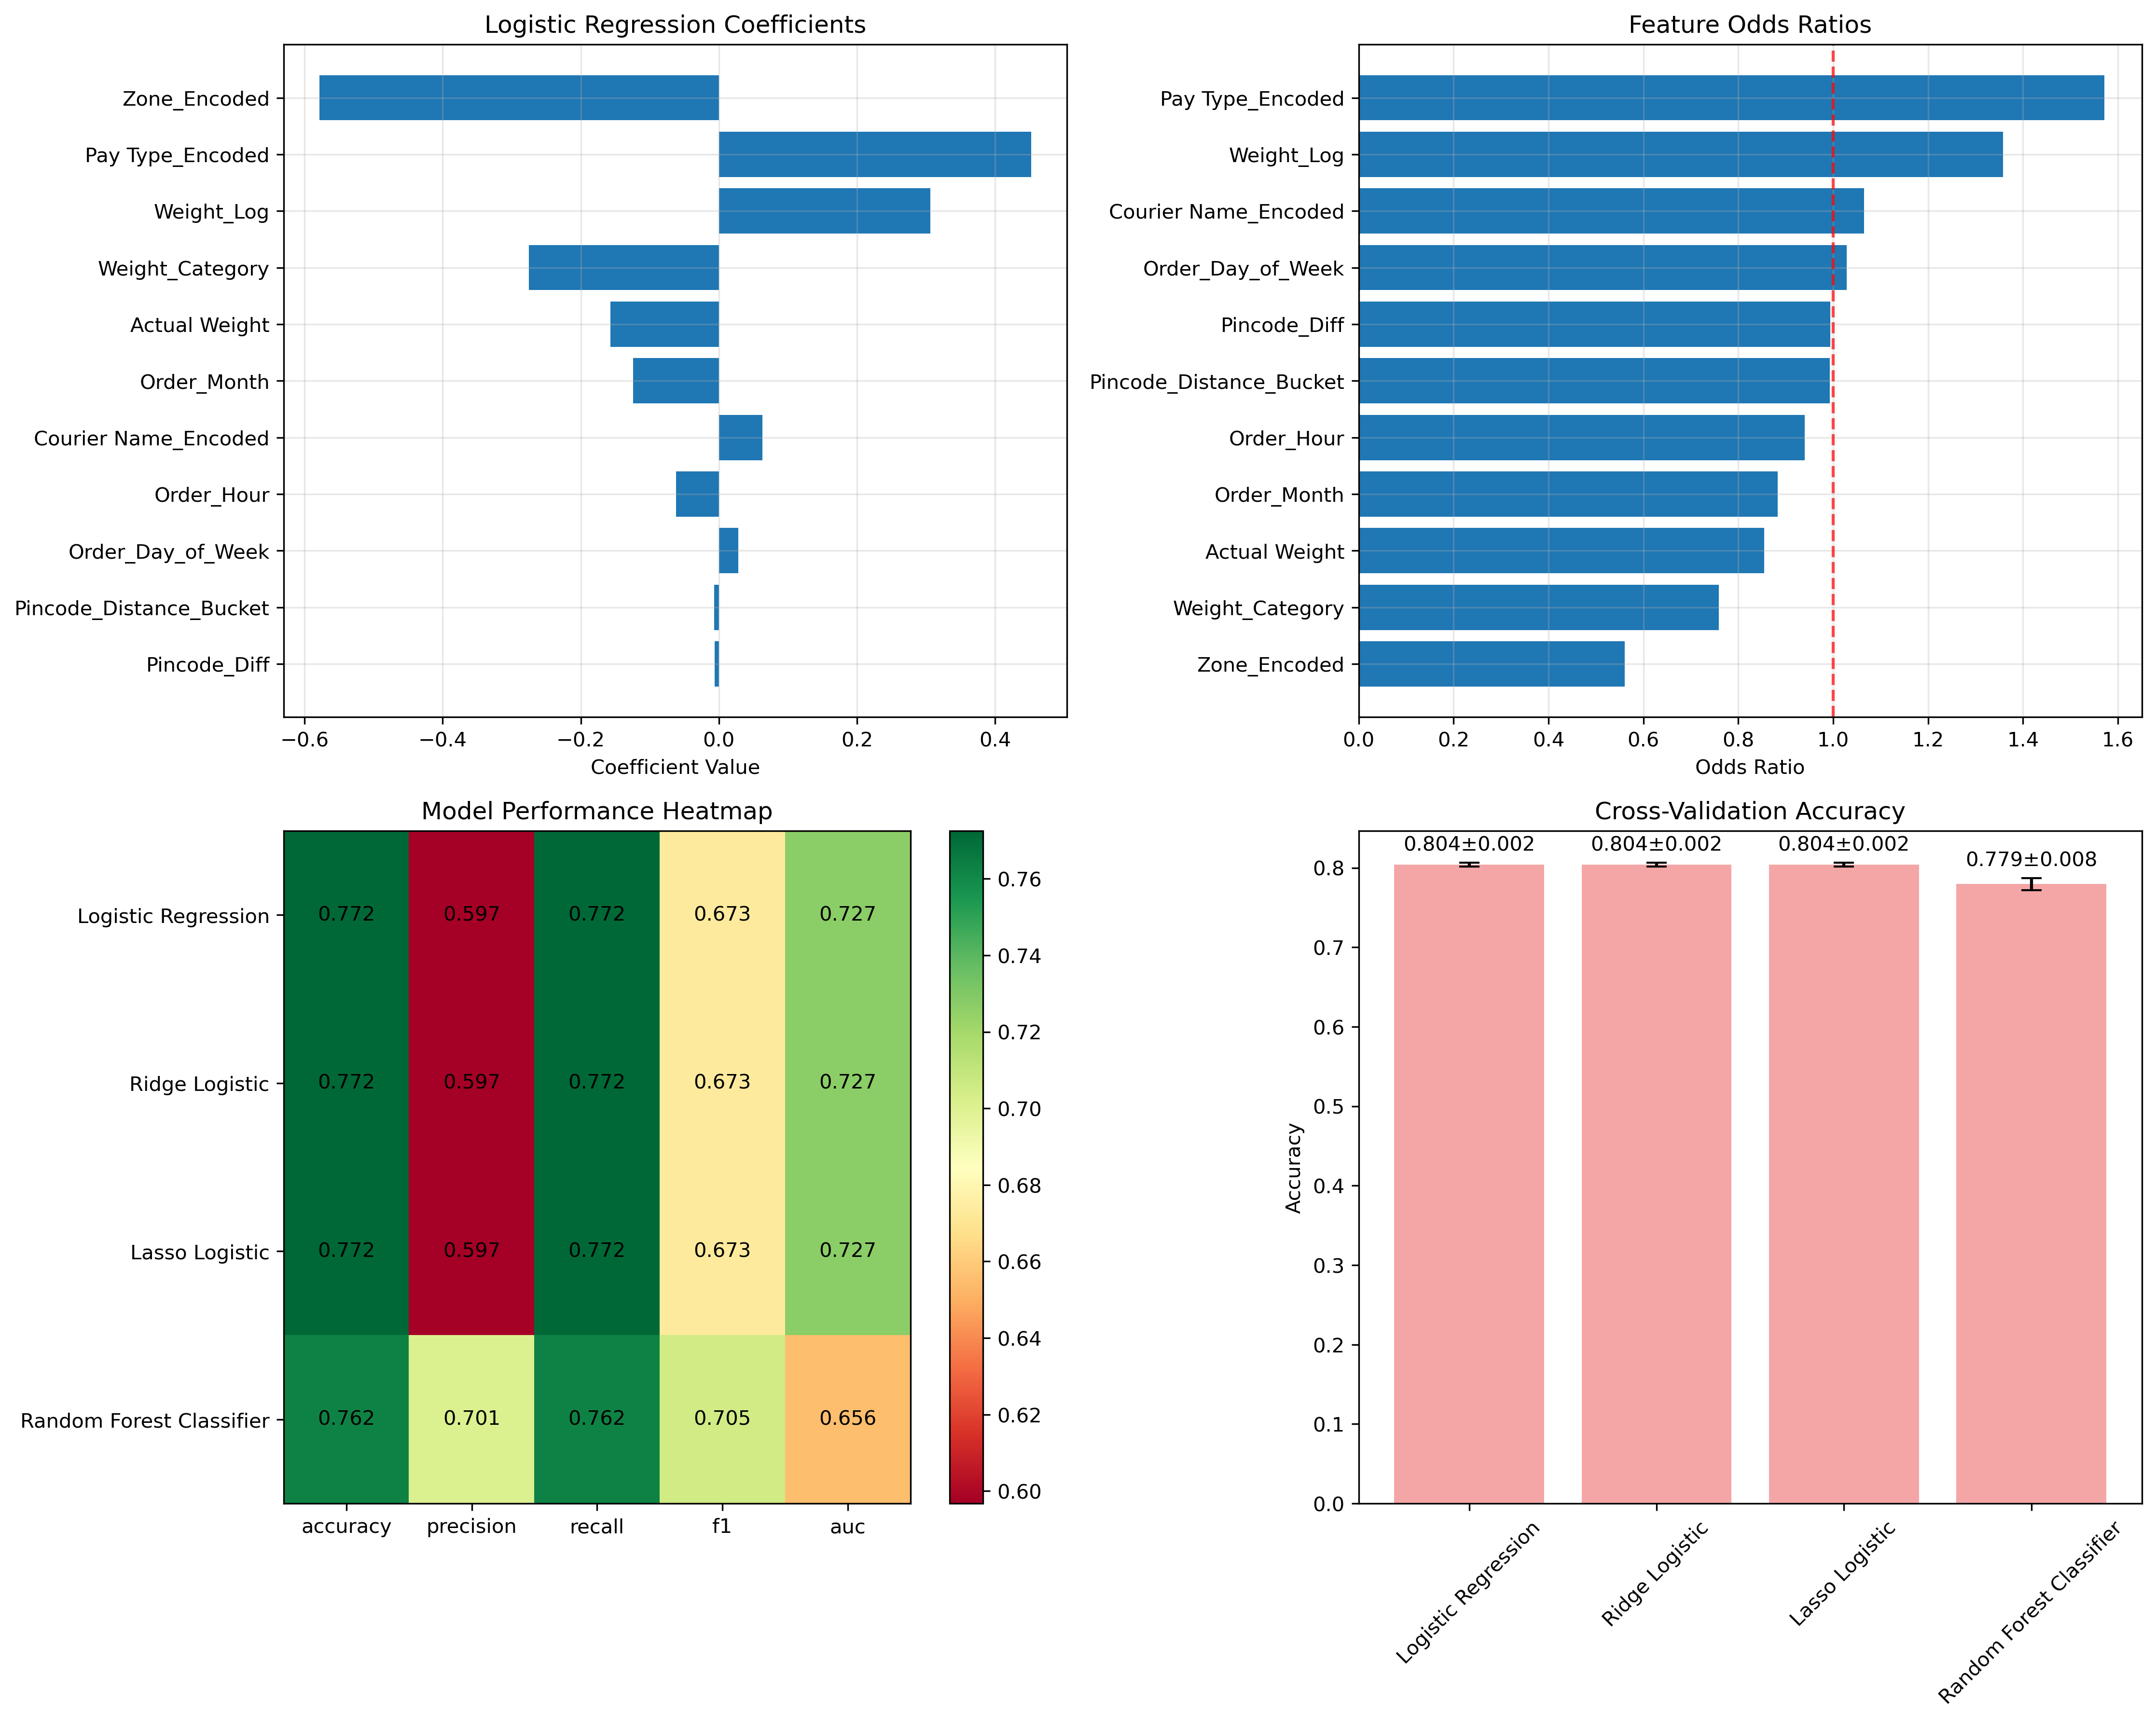 Logistic Regression Coefficients
Zone_Encoded
Pay Type_Encoded
Weight_Log
Weight_Category
Actual Weight
Order_Month
Courier Name_Encoded
Order_Hour
Order_Day_of_Week
Pincode_Distance_Bucket
Pincode_Diff
−0.6 −0.4 −0.2 0.0 0.2 0.4
Coefficient Value
Feature Odds Ratios
Pay Type_Encoded
Weight_Log
Courier Name_Encoded
Order_Day_of_Week
Pincode_Diff
Pincode_Distance_Bucket
Order_Hour
Order_Month
Actual Weight
Weight_Category
Zone_Encoded
0.0 0.2 0.4 0.6 0.8 1.0 1.2 1.4 1.6
Odds Ratio
Model Performance Heatmap
Logistic Regression 0.772 0.597 0.772 0.673 0.727
Ridge Logistic 0.772 0.597 0.772 0.673 0.727
Lasso Logistic 0.772 0.597 0.772 0.673 0.727
Random Forest Classifier 0.762 0.701 0.762 0.705 0.656
accuracy precision recall f1 auc
0.76
0.74
0.72
0.70
0.68
0.66
0.64
0.62
0.60
Cross-Validation Accuracy
0.804±0.002 0.804±0.002 0.804±0.002 0.779±0.008
0.8
0.7
0.6
0.5
0.4
0.3
0.2
0.1
0.0
Accuracy
Logistic Regression
Ridge Logistic
Lasso Logistic
Random Forest Classifier